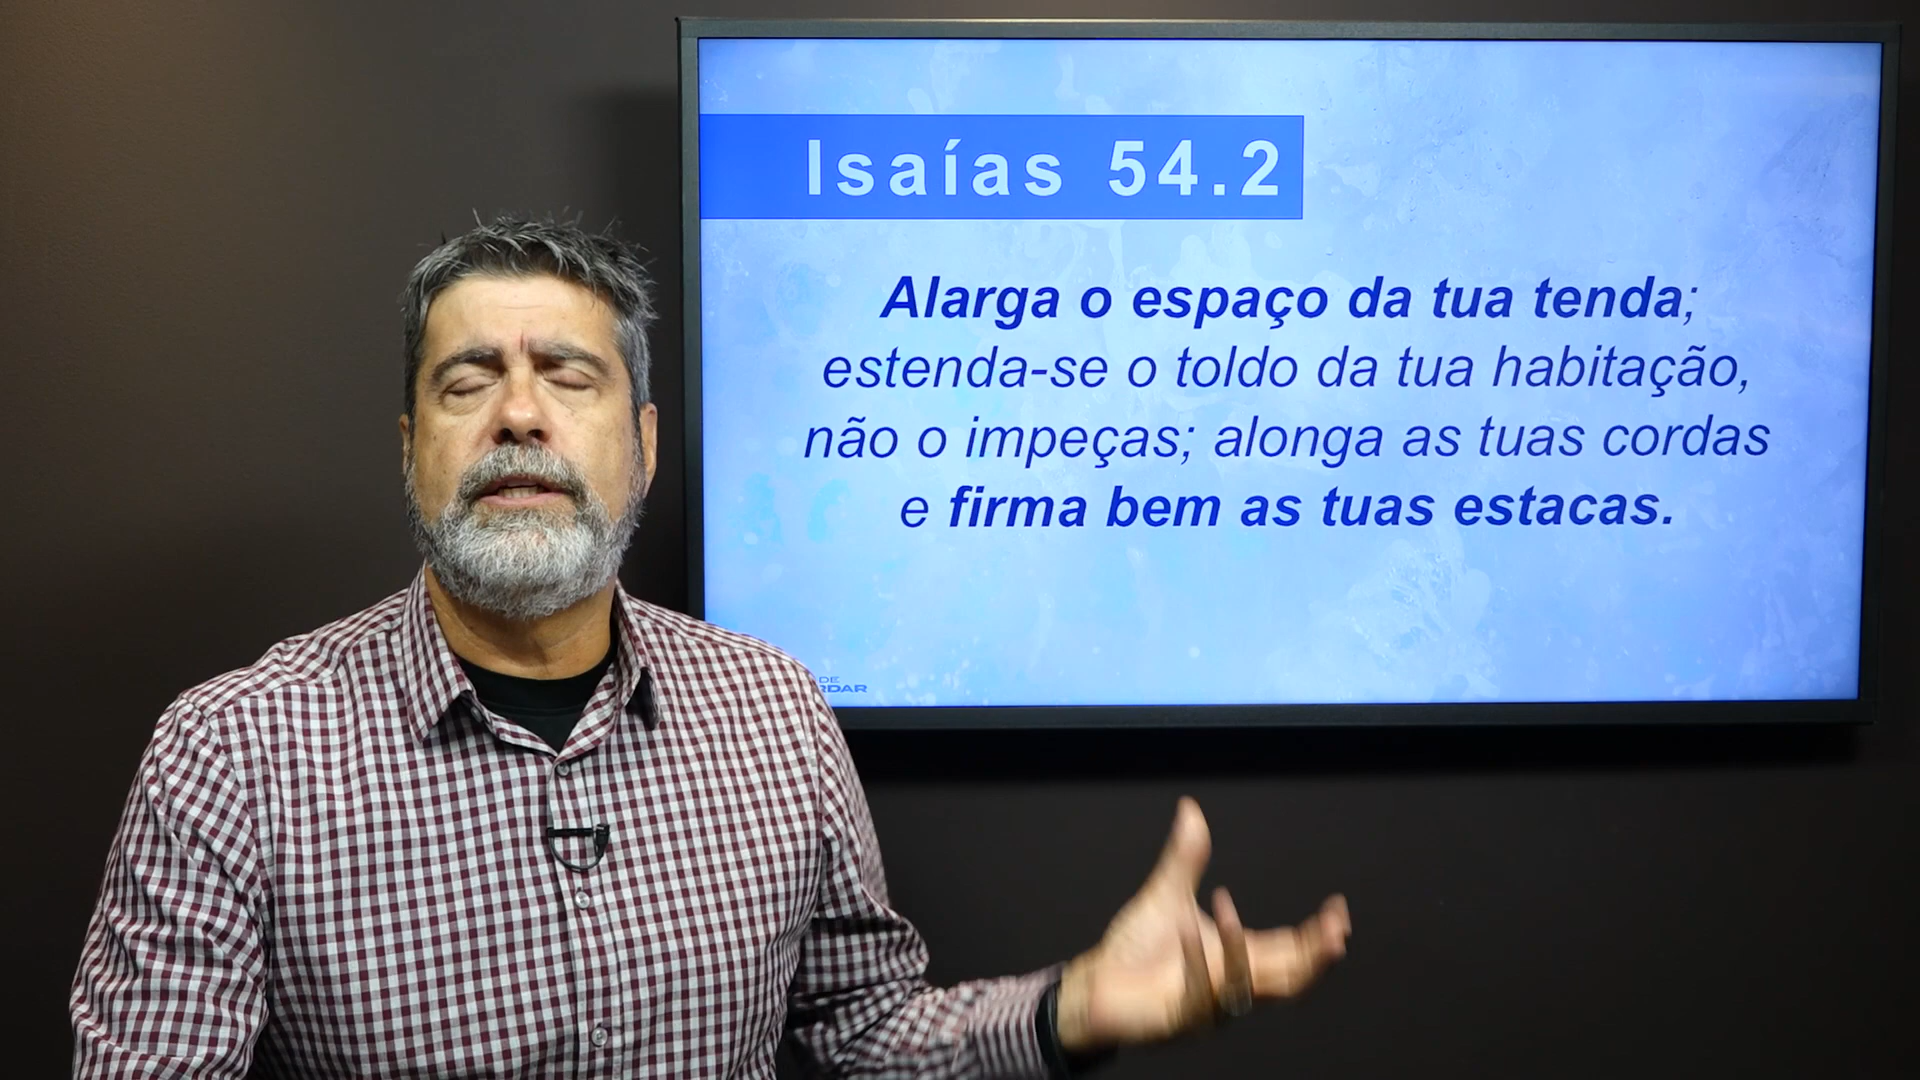 Isaías 54.2
Alarga o espaço da tua tenda;
estenda-se o toldo da tua habitação,
não o impeças; alonga as tuas cordas
e firma bem as tuas estacas.
DE